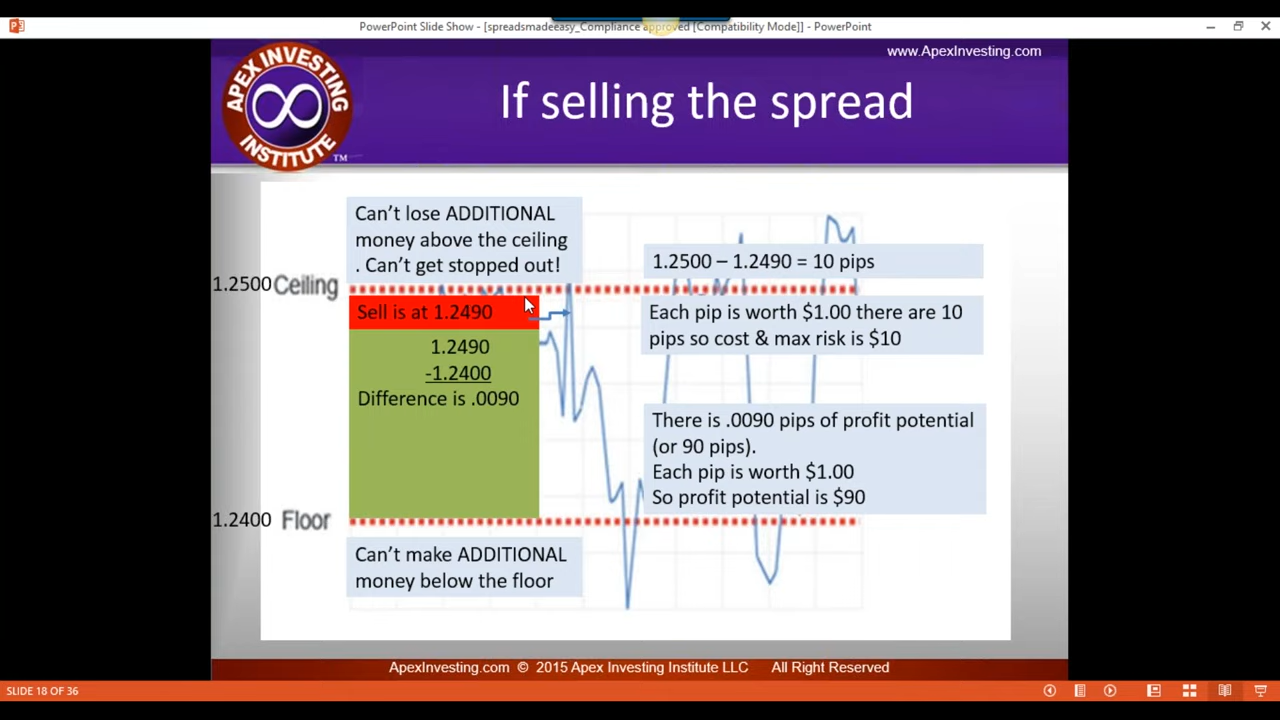 PowerPoint Slide Show - [spreadsmadeeasy_Compliance approved [Compatibility Mode]] - PowerPoint
www.ApexInvesting.com
APEX INVESTING
INSTITUTE
TM
If selling the spread
Can't lose ADDITIONAL
money above the ceiling
. Can't get stopped out!
1.2500 Ceiling
Sell is at 1.2490
1.2490
-1.2400
Difference is .0090
1.2400 Floor
Can't make ADDITIONAL
money below the floor
1.2500 – 1.2490 = 10 pips
Each pip is worth $1.00 there are 10
pips so cost & max risk is $10
There is .0090 pips of profit potential
(or 90 pips).
Each pip is worth $1.00
So profit potential is $90
ApexInvesting.com © 2015 Apex Investing Institute LLC All Right Reserved
SLIDE 18 OF 36